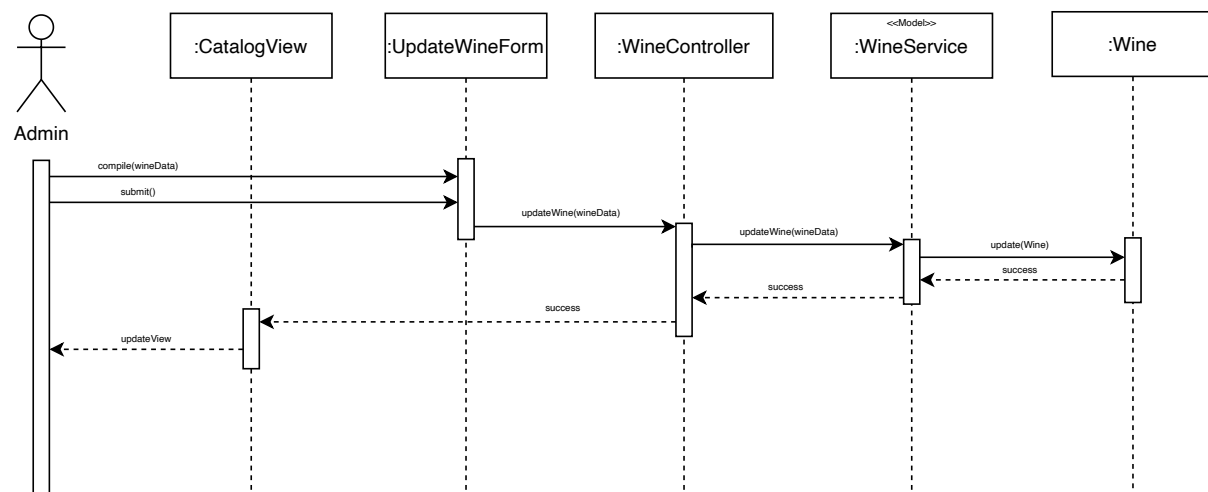 <<Model>>
:CatalogView
:UpdateWineForm
:WineController
:WineService
:Wine
Admin
compile(wineData)
submit()
updateWine(wineData)
updateWine(wineData)
update(Wine)
success
success
success
updateView